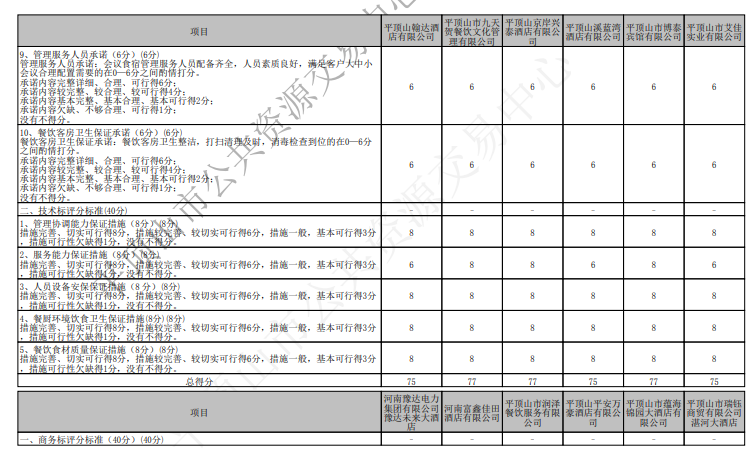 项目 平顶山翰达酒店有限公司 平顶山市九天贺餐饮文化管理有限公司 平顶山京岸兴泰酒店有限公司 平顶山溪蓝湾酒店有限公司 平顶山市博泰宾馆有限公司 平顶山市艾佳实业有限公司
9、管理服务人员承诺（6分）(6分)
管理服务人员承诺：会议食宿管理服务人员配备齐全，人员素质良好，满足客户大中小
会议合理配置需要的在0—6分之间酌情打分。
承诺内容完整详细、合理，可行得6分；
承诺内容较完整、较合理、较可行得4分；
承诺内容基本完整、基本合理、基本可行得2分；
承诺内容欠缺、不够合理、可行得1分；
没有不得分。
6 6 6 6 6 6
10、餐饮客房卫生保证承诺（6分）(6分)
餐饮客房卫生保证承诺：餐饮客房卫生整洁，打扫清理及时，消毒检查到位的在0—6分
之间酌情打分。
承诺内容完整详细、合理，可行得6分；
承诺内容较完整、较合理、较可行得4分；
承诺内容基本完整、基本合理、基本可行得2分；
承诺内容欠缺、不够合理、可行得1分；
没有不得分。
6 6 6 6 6 6
二、技术标评分标准(40分) - - - - - -
1、管理协调能力保证措施（8分）(8分)
措施完善、切实可行得8分，措施较完善、较切实可行得6分，措施一般，基本可行得3分
，措施可行性欠缺得1分，没有不得分。
8 8 8 8 8 8
2、服务能力保证措施（8分）(8分)
措施完善、切实可行得8分，措施较完善、较切实可行得6分，措施一般，基本可行得3分
，措施可行性欠缺得1分，没有不得分。
6 8 8 6 8 6
3、人员设备安保保证措施（8 分）(8分)
措施完善、切实可行得8分，措施较完善、较切实可行得6分，措施一般，基本可行得3分
，措施可行性欠缺得1分，没有不得分。
8 8 8 8 8 8
4、餐厨环境饮食卫生保证措施(8分)(8分)
措施完善、切实可行得8分，措施较完善、较切实可行得6分，措施一般，基本可行得3分
，措施可行性欠缺得1分，没有不得分。
8 8 8 8 8 8
5、餐饮食材质量保证措施（8分）(8分)
措施完善、切实可行得8分，措施较完善、较切实可行得6分，措施一般，基本可行得3分
，措施可行性欠缺得1分，没有不得分。
8 8 8 8 8 8
总得分 75 77 77 75 77 75
项目 河南豫达电力集团有限公司豫达未来大酒店 河南富鑫佳田酒店有限公司 平顶山市润泽餐饮服务有限公司 平顶山平安万豪酒店有限公司 平顶山市蕴海锦园大酒店有限公司 平顶山市瑞钰商贸有限公司湛河大酒店
一、商务标评分标准（40分）(40分) - - - - - -